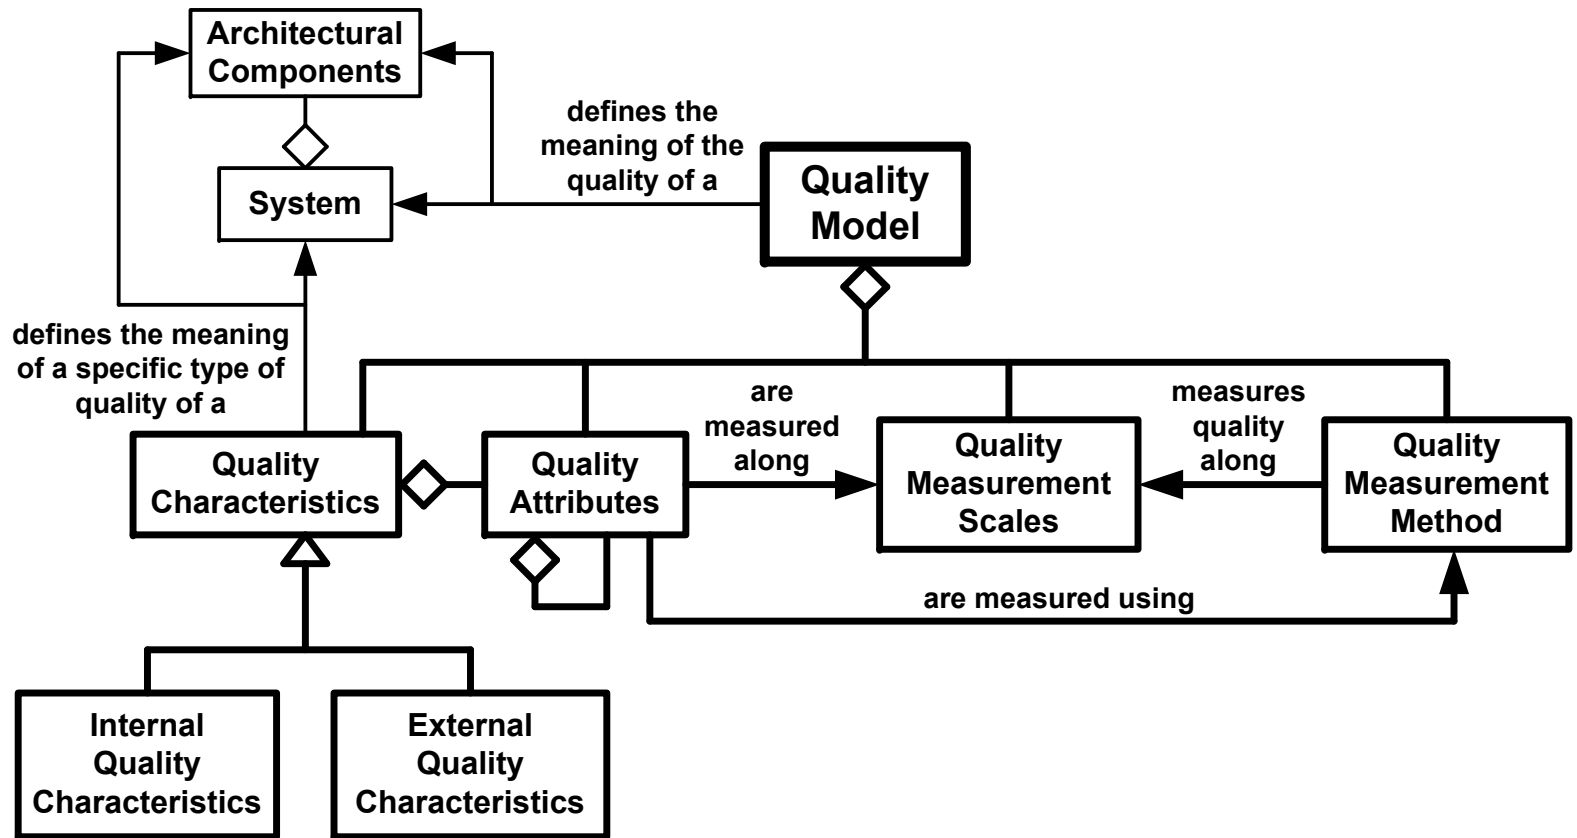 Architectural
Components
defines the
meaning of the
quality of a
System
Quality
Model
defines the meaning
of a specific type of
quality of a
Quality
Characteristics
Quality
Attributes
are
measured
along
Quality
Measurement
Scales
measures
quality
along
Quality
Measurement
Method
are measured using
Internal
Quality
Characteristics
External
Quality
Characteristics